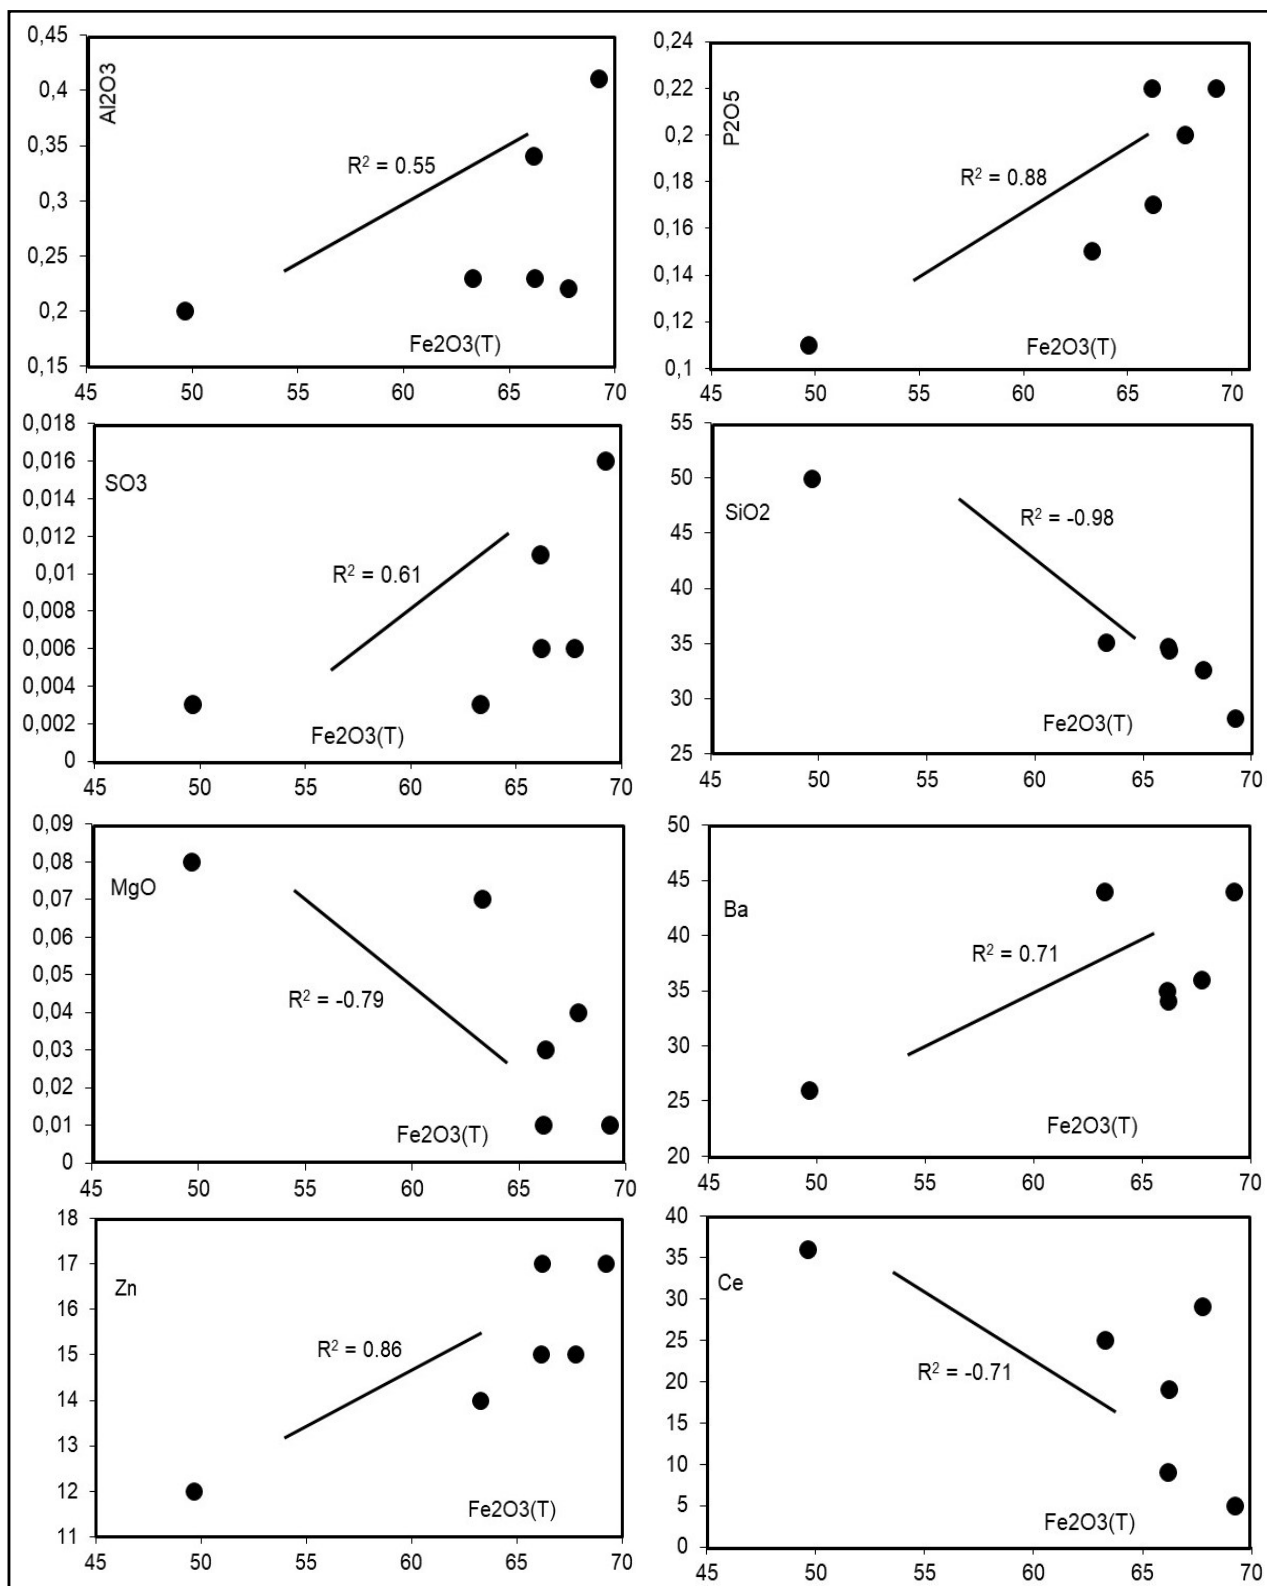 0,45
0,4
0,35
0,3
0,25
0,2
0,15
Al2O3
R² = 0.55
Fe2O3(T)
45 50 55 60 65 70
0,24
0,22
0,2
0,18
0,16
0,14
0,12
0,1
P2O5
R² = 0.88
Fe2O3(T)
45 50 55 60 65 70
0,018
0,016
0,014
0,012
0,01
0,008
0,006
0,004
0,002
0
SO3
R² = 0.61
Fe2O3(T)
45 50 55 60 65 70
55
50
45
40
35
30
25
SiO2
R² = -0.98
Fe2O3(T)
45 50 55 60 65 70
0,09
0,08
0,07
0,06
0,05
0,04
0,03
0,02
0,01
0
MgO
R² = -0.79
Fe2O3(T)
45 50 55 60 65 70
50
45
40
35
30
25
20
Ba
R² = 0.71
Fe2O3(T)
45 50 55 60 65 70
18
17
16
15
14
13
12
11
Zn
R² = 0.86
Fe2O3(T)
45 50 55 60 65 70
40
35
30
25
20
15
10
5
0
Ce
R² = -0.71
Fe2O3(T)
45 50 55 60 65 70